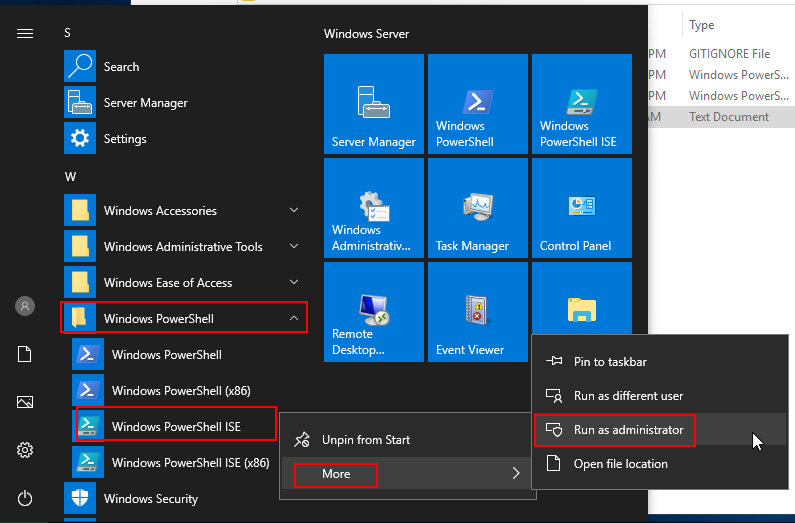 S
Search
Server Manager
Settings
W
Windows Accessories
Windows Administrative Tools
Windows Ease of Access
Windows PowerShell
Windows PowerShell
Windows PowerShell (x86)
Windows PowerShell ISE
Windows PowerShell ISE (x86)
Windows Security
Windows Server
Server Manager
Windows
PowerShell
Windows
PowerShell ISE
Windows
Administrativ...
Task Manager
Control Panel
Remote
Desktop...
Event Viewer
Unpin from Start
More
Pin to taskbar
Run as different user
Run as administrator
Open file location
Type
PM GITIGNORE File
PM Windows PowerS...
PM Windows PowerS...
AM Text Document